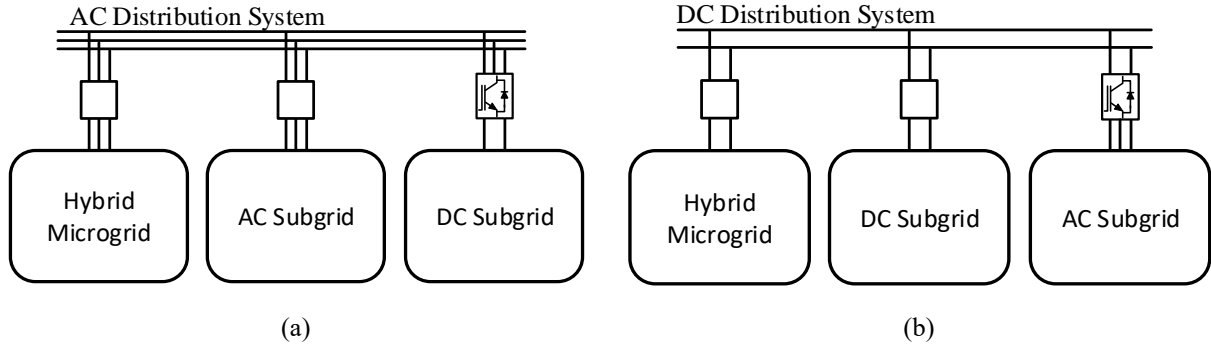 AC Distribution System
Hybrid
Microgrid
AC Subgrid
DC Subgrid
(a)
DC Distribution System
Hybrid
Microgrid
DC Subgrid
AC Subgrid
(b)